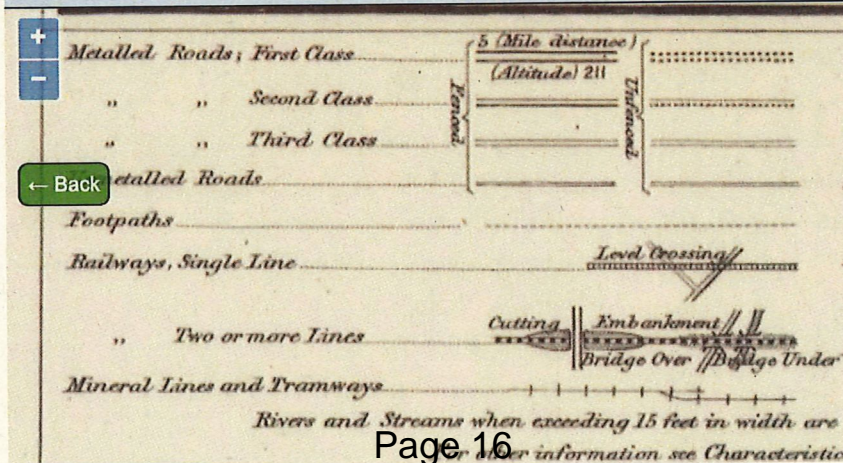 +
Metalled Roads; First Class
5 (Mile distance)
(Altitude) 211
Fenced
Unfenced
-
" " Second Class
" " Third Class
← Back
etalled Roads
Footpaths
Railways, Single Line
Level Crossing
" Two or more Lines
Cutting
Embankment
Bridge Over
Bridge Under
Mineral Lines and Tramways
Rivers and Streams when exceeding 15 feet in width are
Page 16
other information see Characteristic